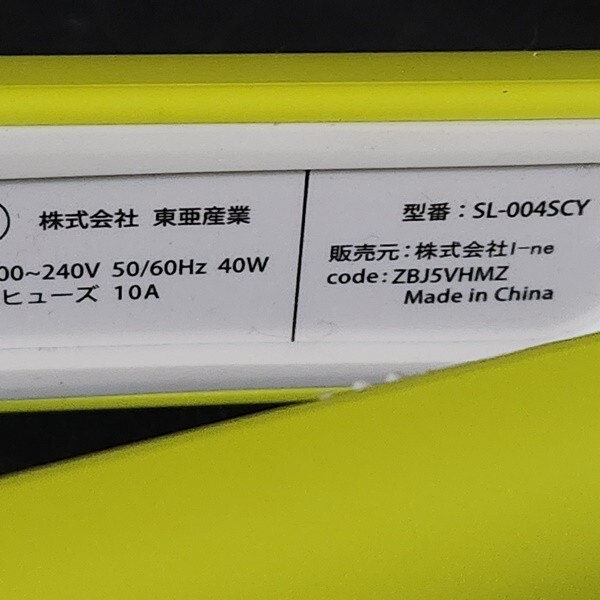 株式会社 東亜産業
00~240V 50/60Hz 40W
ヒューズ 10A
型番：SL-004SCY
販売元：株式会社I-ne
code：ZBJ5VHMZ
Made in China